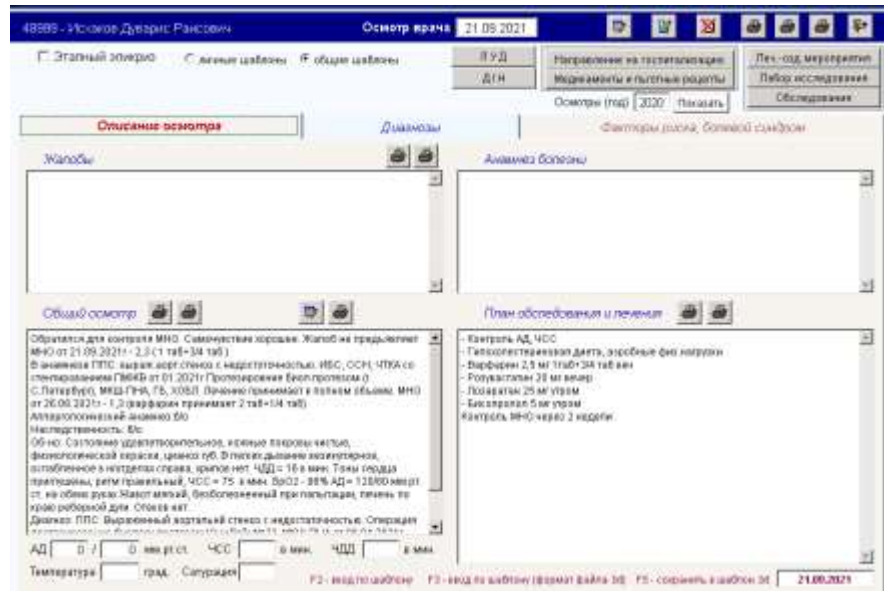 48989 - Искаков Дуварис Раисович
Осмотр врача 21.09.2021
Этапный эпикриз личные шаблоны общие шаблоны
ЛУД
ДГН
Направление на госпитализацию
Медикаменты и льготные рецепты
Осмотры (год) 2020 Показать
Леч.-озд. мероприятия
Набор исследования
Обследования
Описание осмотра
Диагнозы
Факторы риска, болевой синдром
Жалобы
Анамнез болезни
Общий осмотр
План обследования и лечения
Обратился для контроля МНО. Самочувствие хорошее. Жалоб не предъявляет
МНО от 21.09.2021г - 2,3 (1 таб+3/4 таб)
В анамнезе ППС. выраж.аорт.стеноз с недостаточностью. ИБС, ССН, ЧТКА со
стентированием ПМЖВ от 01.2021г Протезирование биол протезом ()
С.Петербург), МКШ-ПНА, ГБ, ХОБЛ. Лечение принимает в полном объеме. МНО
от 26.08.2021г - 1,3 (варфарин принимает 2 таб+1/4 таб)
Аллергологический анамнез б/о
Наследственность: б/о
Об-но: Состояние удовлетворительное, кожные покровы чистые,
физиологической окраски, цианоз губ. В легких дыхание везикулярное,
ослабленное в н/отделах справа, хрипов нет. ЧДД = 16 в мин. Тоны сердца
приглушены, ритм правильный, ЧСС = 75 в мин. SpO2 - 98% АД = 120/80 мм рт
ст, на обеих руках Живот мягкий, безболезненный при пальпации, печень по
краю реберной дуги. Отеков нет.
Диагноз: ППС. Выраженный аортальный стеноз с недостаточностью. Операция
- Контроль АД, ЧСС
- Гипохолестериновая диета, аэробные физ нагрузки
- Варфарин 2,5 мг 1таб+3/4 таб веч
- Розувастатин 20 мг вечер
- Лозаратан 25 мг утром
- Бисопролол 5 мг утром
Контроль МНО через 2 недели
АД 0 / 0 мм.рт.ст. ЧСС в мин. ЧДД в мин.
Температура град. Сатурация
F2 - ввод по шаблону F3 - ввод по шаблону (формат файла txt) F5 - сохранить в шаблон txt 21.09.2021